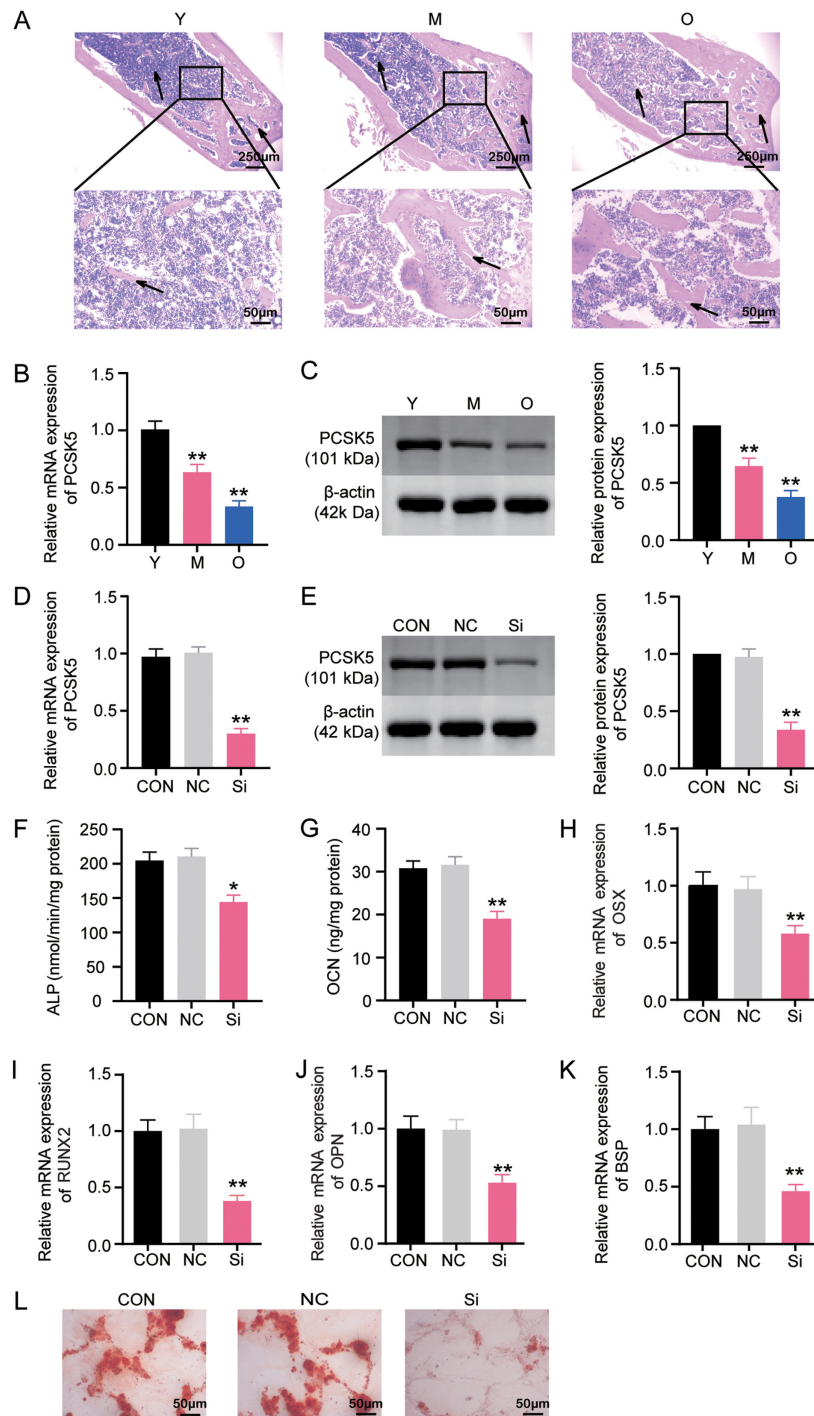 A
Y
M
O
250μm
250μm
250μm
50μm
50μm
50μm
B
Relative mRNA expression
of PCSK5
1.5
1.0
0.5
0.0
**
**
Y M O
C
Y M O
PCSK5
(101 kDa)
β-actin
(42k Da)
Relative protein expression
of PCSK5
1.5
1.0
0.5
0.0
**
**
Y M O
D
Relative mRNA expression
of PCSK5
1.5
1.0
0.5
0.0
**
CON NC Si
E
CON NC Si
PCSK5
(101 kDa)
β-actin
(42 kDa)
Relative protein expression
of PCSK5
1.5
1.0
0.5
0.0
**
CON NC Si
F
ALP (nmol/min/mg protein)
250
200
150
100
50
0
*
CON NC Si
G
OCN (ng/mg protein)
40
30
20
10
0
**
CON NC Si
H
Relative mRNA expression
of OSX
1.5
1.0
0.5
0.0
**
CON NC Si
I
Relative mRNA expression
of RUNX2
1.5
1.0
0.5
0.0
**
CON NC Si
J
Relative mRNA expression
of OPN
1.5
1.0
0.5
0.0
**
CON NC Si
K
Relative mRNA expression
of BSP
1.5
1.0
0.5
0.0
**
CON NC Si
L
CON
NC
Si
50μm
50μm
50μm